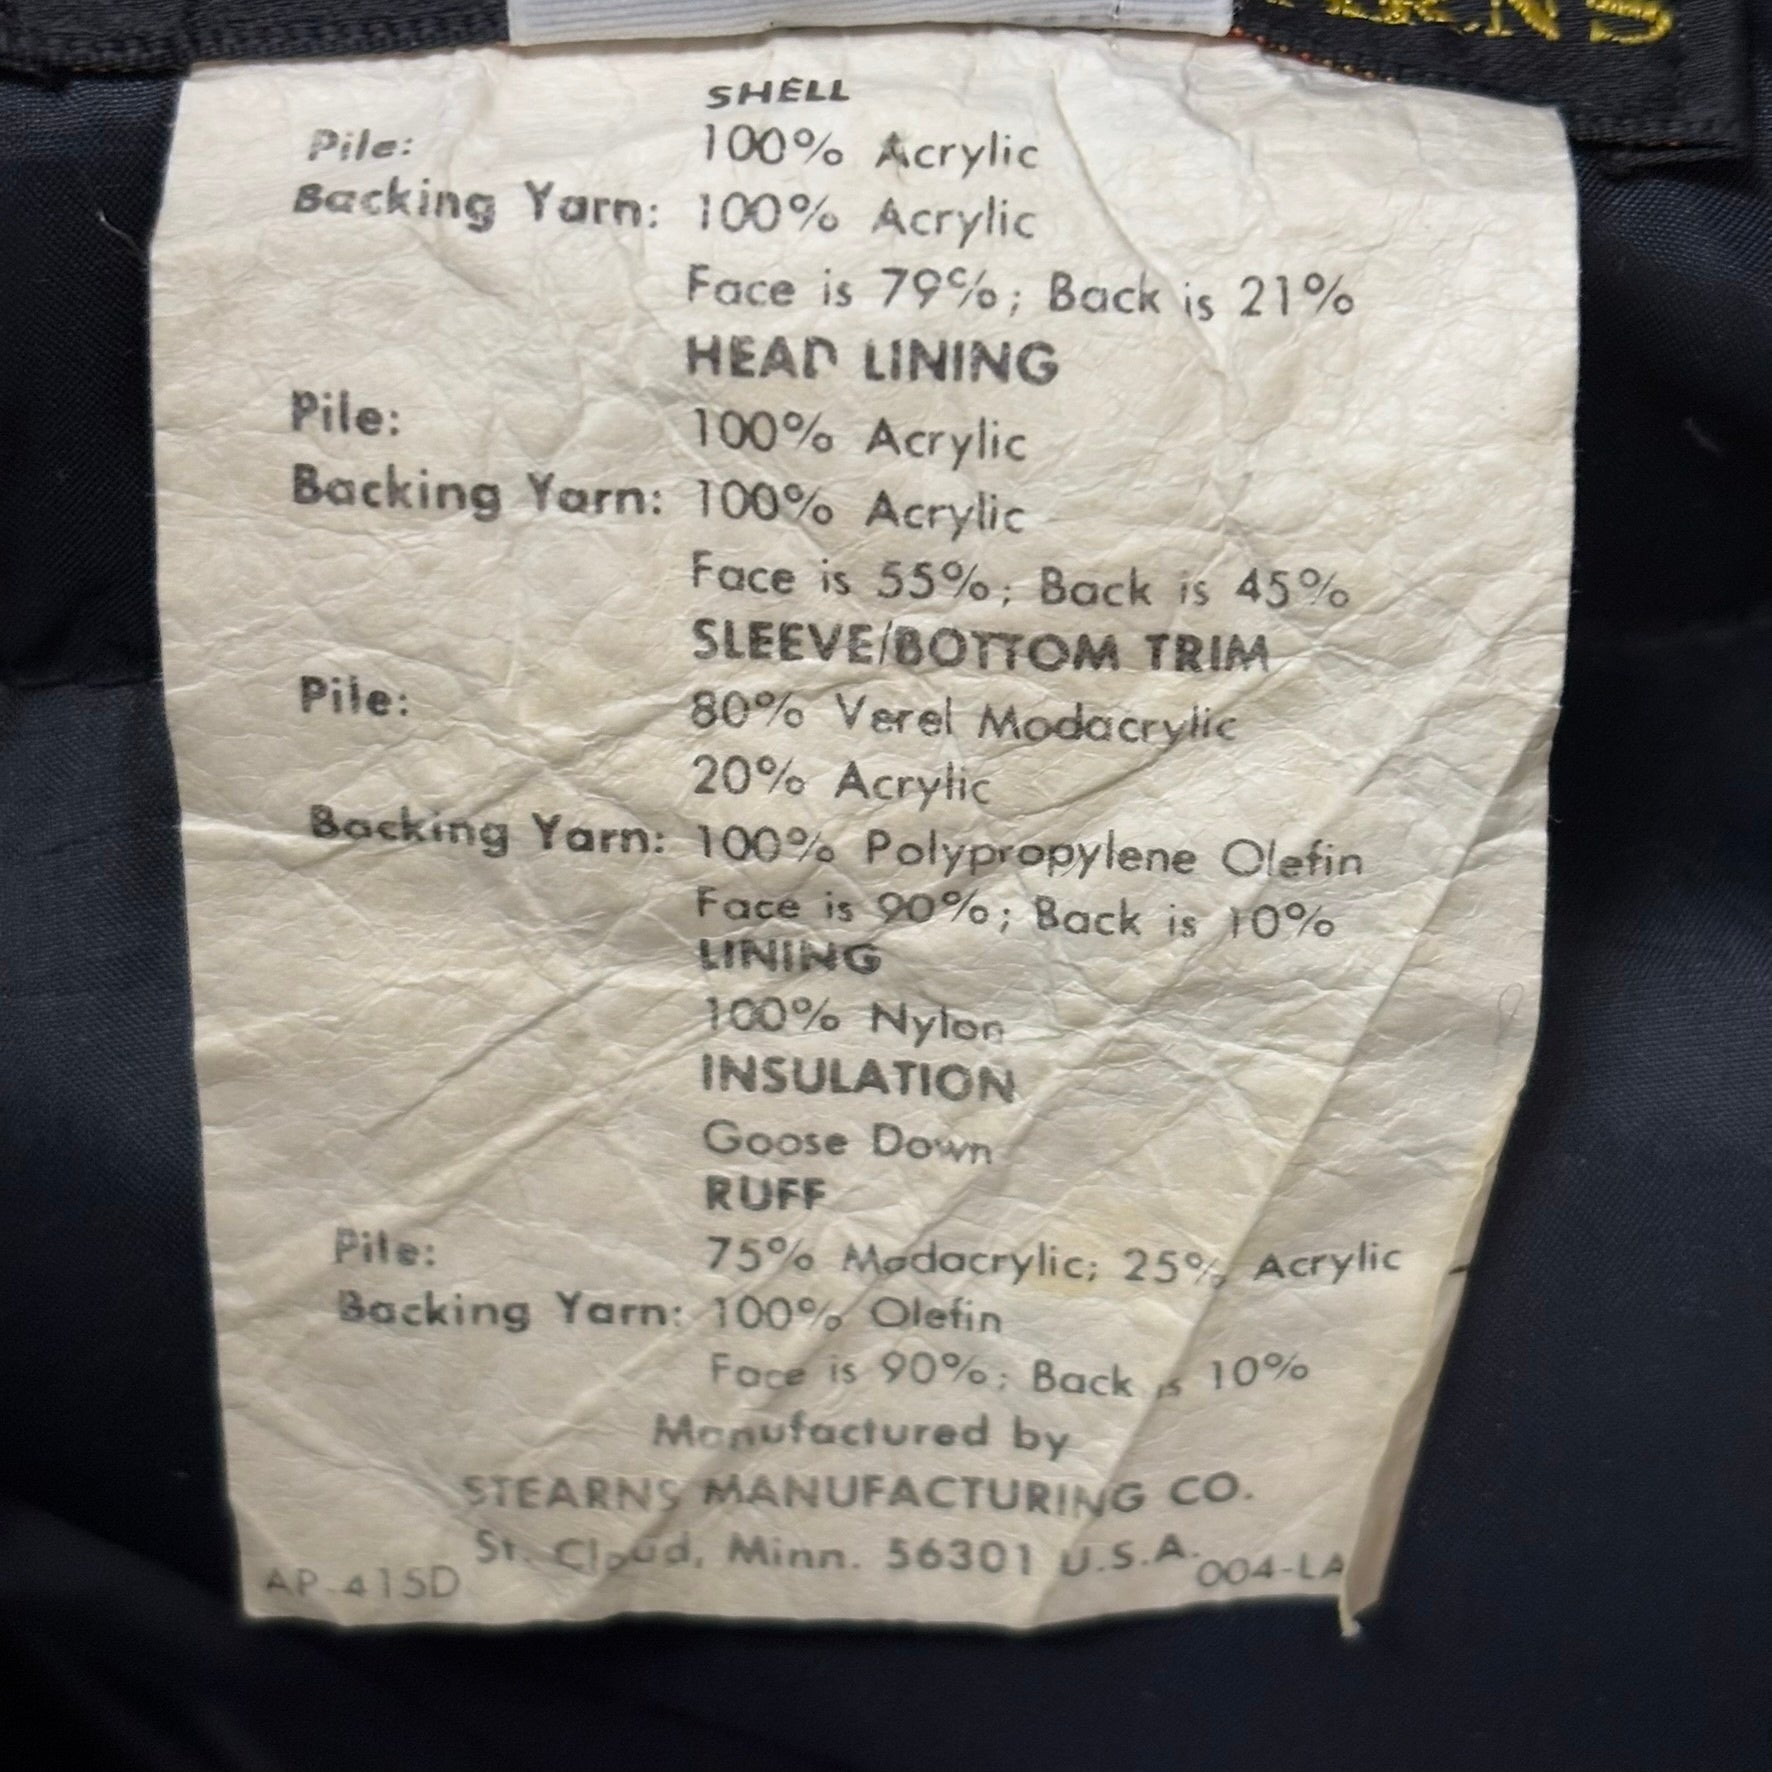 SHELL
Pile: 100% Acrylic
Backing Yarn: 100% Acrylic
Face is 79%; Back is 21%
HEAD LINING
Pile: 100% Acrylic
Backing Yarn: 100% Acrylic
Face is 55%; Back is 45%
SLEEVE/BOTTOM TRIM
Pile: 80% Verel Modacrylic
20% Acrylic
Backing Yarn: 100% Polypropylene Olefin
Face is 90%; Back is 10%
LINING
100% Nylon
INSULATION
Goose Down
RUFF
Pile: 75% Modacrylic; 25% Acrylic
Backing Yarn: 100% Olefin
Face is 90%; Back is 10%
Manufactured by
STEARNS MANUFACTURING CO.
St. Cloud, Minn. 56301 U.S.A.
AP-415D 004-LA